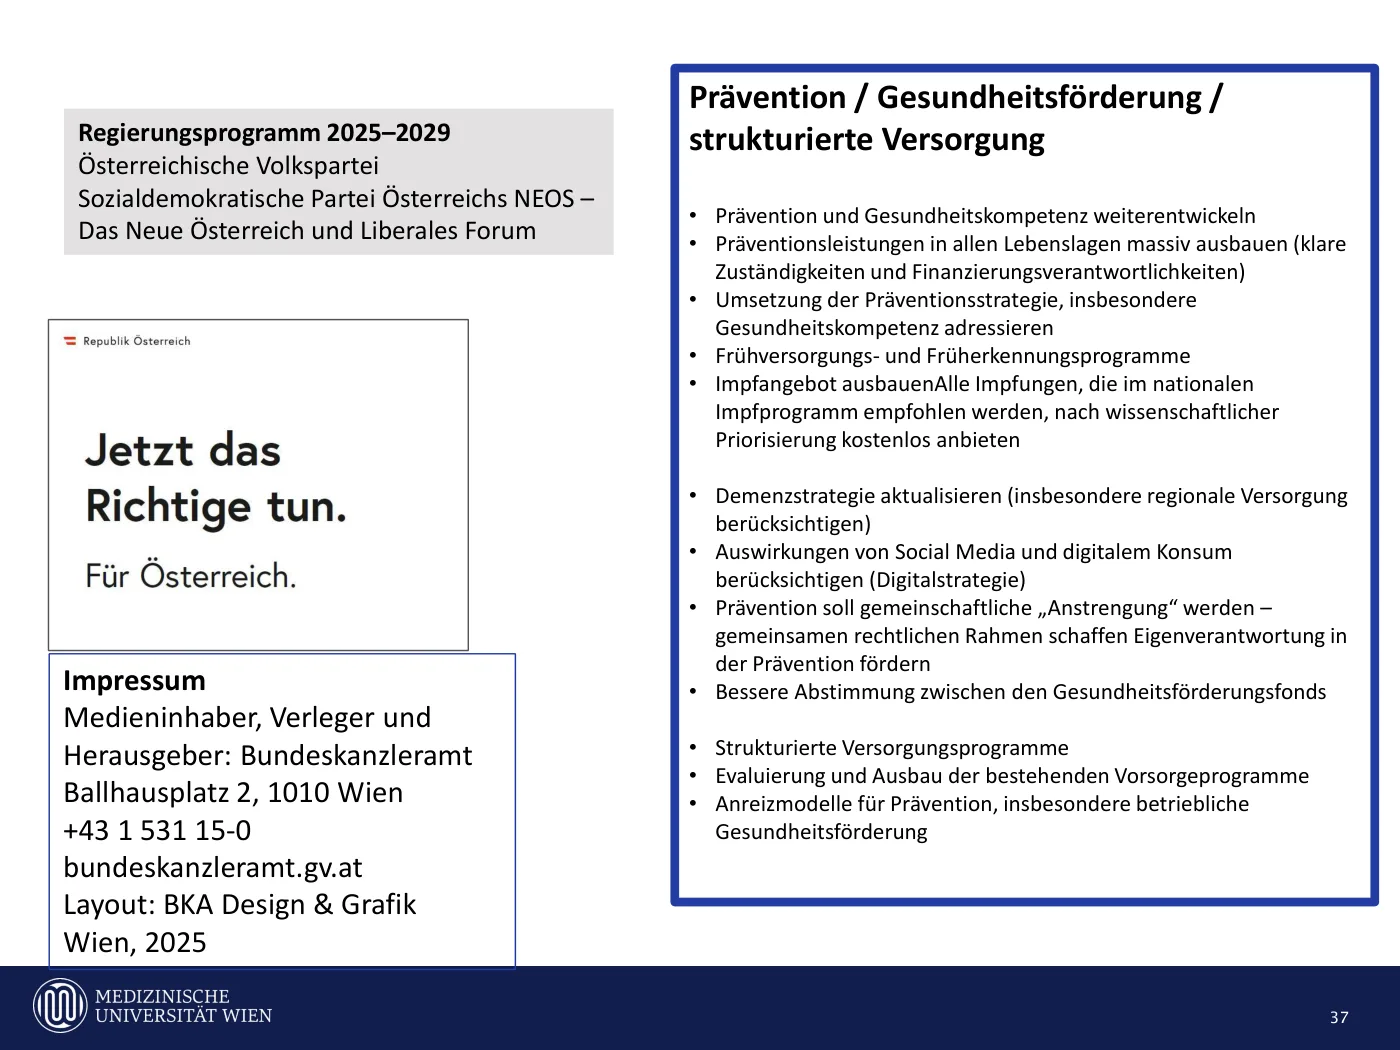 Regierungsprogramm 2025–2029
Österreichische Volkspartei
Sozialdemokratische Partei Österreichs NEOS –
Das Neue Österreich und Liberales Forum
Republik Österreich
Jetzt das
Richtige tun.
Für Österreich.
Impressum
Medieninhaber, Verleger und
Herausgeber: Bundeskanzleramt
Ballhausplatz 2, 1010 Wien
+43 1 531 15-0
bundeskanzleramt.gv.at
Layout: BKA Design & Grafik
Wien, 2025
Prävention / Gesundheitsförderung /
strukturierte Versorgung
• Prävention und Gesundheitskompetenz weiterentwickeln
• Präventionsleistungen in allen Lebenslagen massiv ausbauen (klare
Zuständigkeiten und Finanzierungsverantwortlichkeiten)
• Umsetzung der Präventionsstrategie, insbesondere
Gesundheitskompetenz adressieren
• Frühversorgungs- und Früherkennungsprogramme
• Impfangebot ausbauenAlle Impfungen, die im nationalen
Impfprogramm empfohlen werden, nach wissenschaftlicher
Priorisierung kostenlos anbieten
• Demenzstrategie aktualisieren (insbesondere regionale Versorgung
berücksichtigen)
• Auswirkungen von Social Media und digitalem Konsum
berücksichtigen (Digitalstrategie)
• Prävention soll gemeinschaftliche „Anstrengung“ werden –
gemeinsamen rechtlichen Rahmen schaffen Eigenverantwortung in
der Prävention fördern
• Bessere Abstimmung zwischen den Gesundheitsförderungsfonds
• Strukturierte Versorgungsprogramme
• Evaluierung und Ausbau der bestehenden Vorsorgeprogramme
• Anreizmodelle für Prävention, insbesondere betriebliche
Gesundheitsförderung
MEDIZINISCHE
UNIVERSITÄT WIEN
37